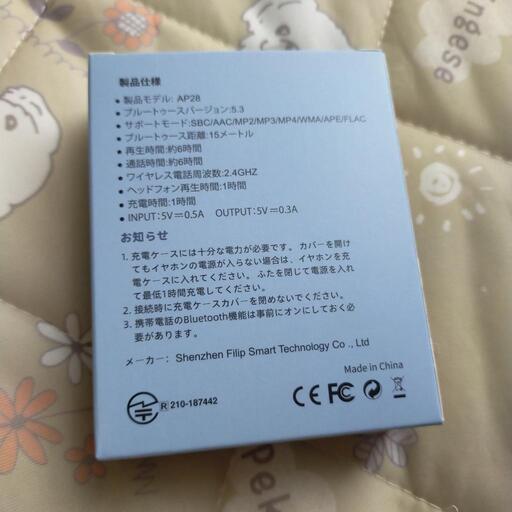 ingese
製品仕様
● 製品モデル: AP28
● ブルートゥースバージョン:5.3
● サポートモード:SBC/AAC/MP2/MP3/MP4/WMA/APE/FLAC
● ブルートゥース距離:15メートル
● 再生時間:約6時間
● 通話時間:約6時間
● ワイヤレス電話周波数:2.4GHZ
● ヘッドフォン再生時間:1時間
● 充電時間:1時間
● INPUT:5V⎓0.5A OUTPUT:5V⎓0.3A
お知らせ
1. 充電ケースには十分な電力が必要です。カバーを開け
てもイヤホンの電源が入らない場合は、イヤホンを充
電ケースに入れてください。ふたを閉じて電源を入れ
て最低1時間充電してください。
2. 接続時に充電ケースカバーを閉めないでください。
3. 携帯電話のBluetooth機能は事前にオンにしておく必
要があります。
メーカー: Shenzhen Filip Smart Technology Co ., Ltd
Made in China
R 210-187442
CE FC
Pek